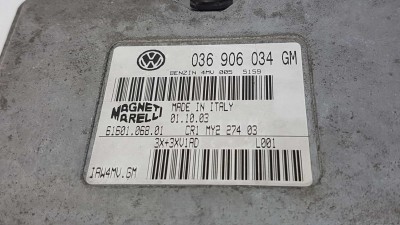 036 906 034 GM
BENZIN 4MV 005 5159
MAGNETI MARELLI
MADE IN ITALY
01.10.03
61601.068.01 CR1 MY2 274 03
3X+3XV1AD L001
IAW4MV.GM